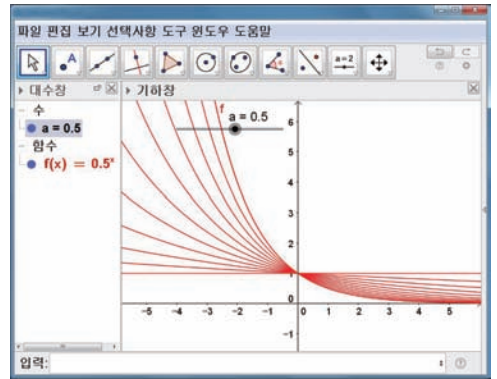 파일 편집 보기 선택사항 도구 윈도우 도움말
A
a=2
대수창
기하장
수
a = 0.5
함수
f(x) = 0.5ˣ
f
a = 0.5
6
5
4
3
2
1
0
-1
-5 -4 -3 -2 -1 0 1 2 3 4 5
입력: